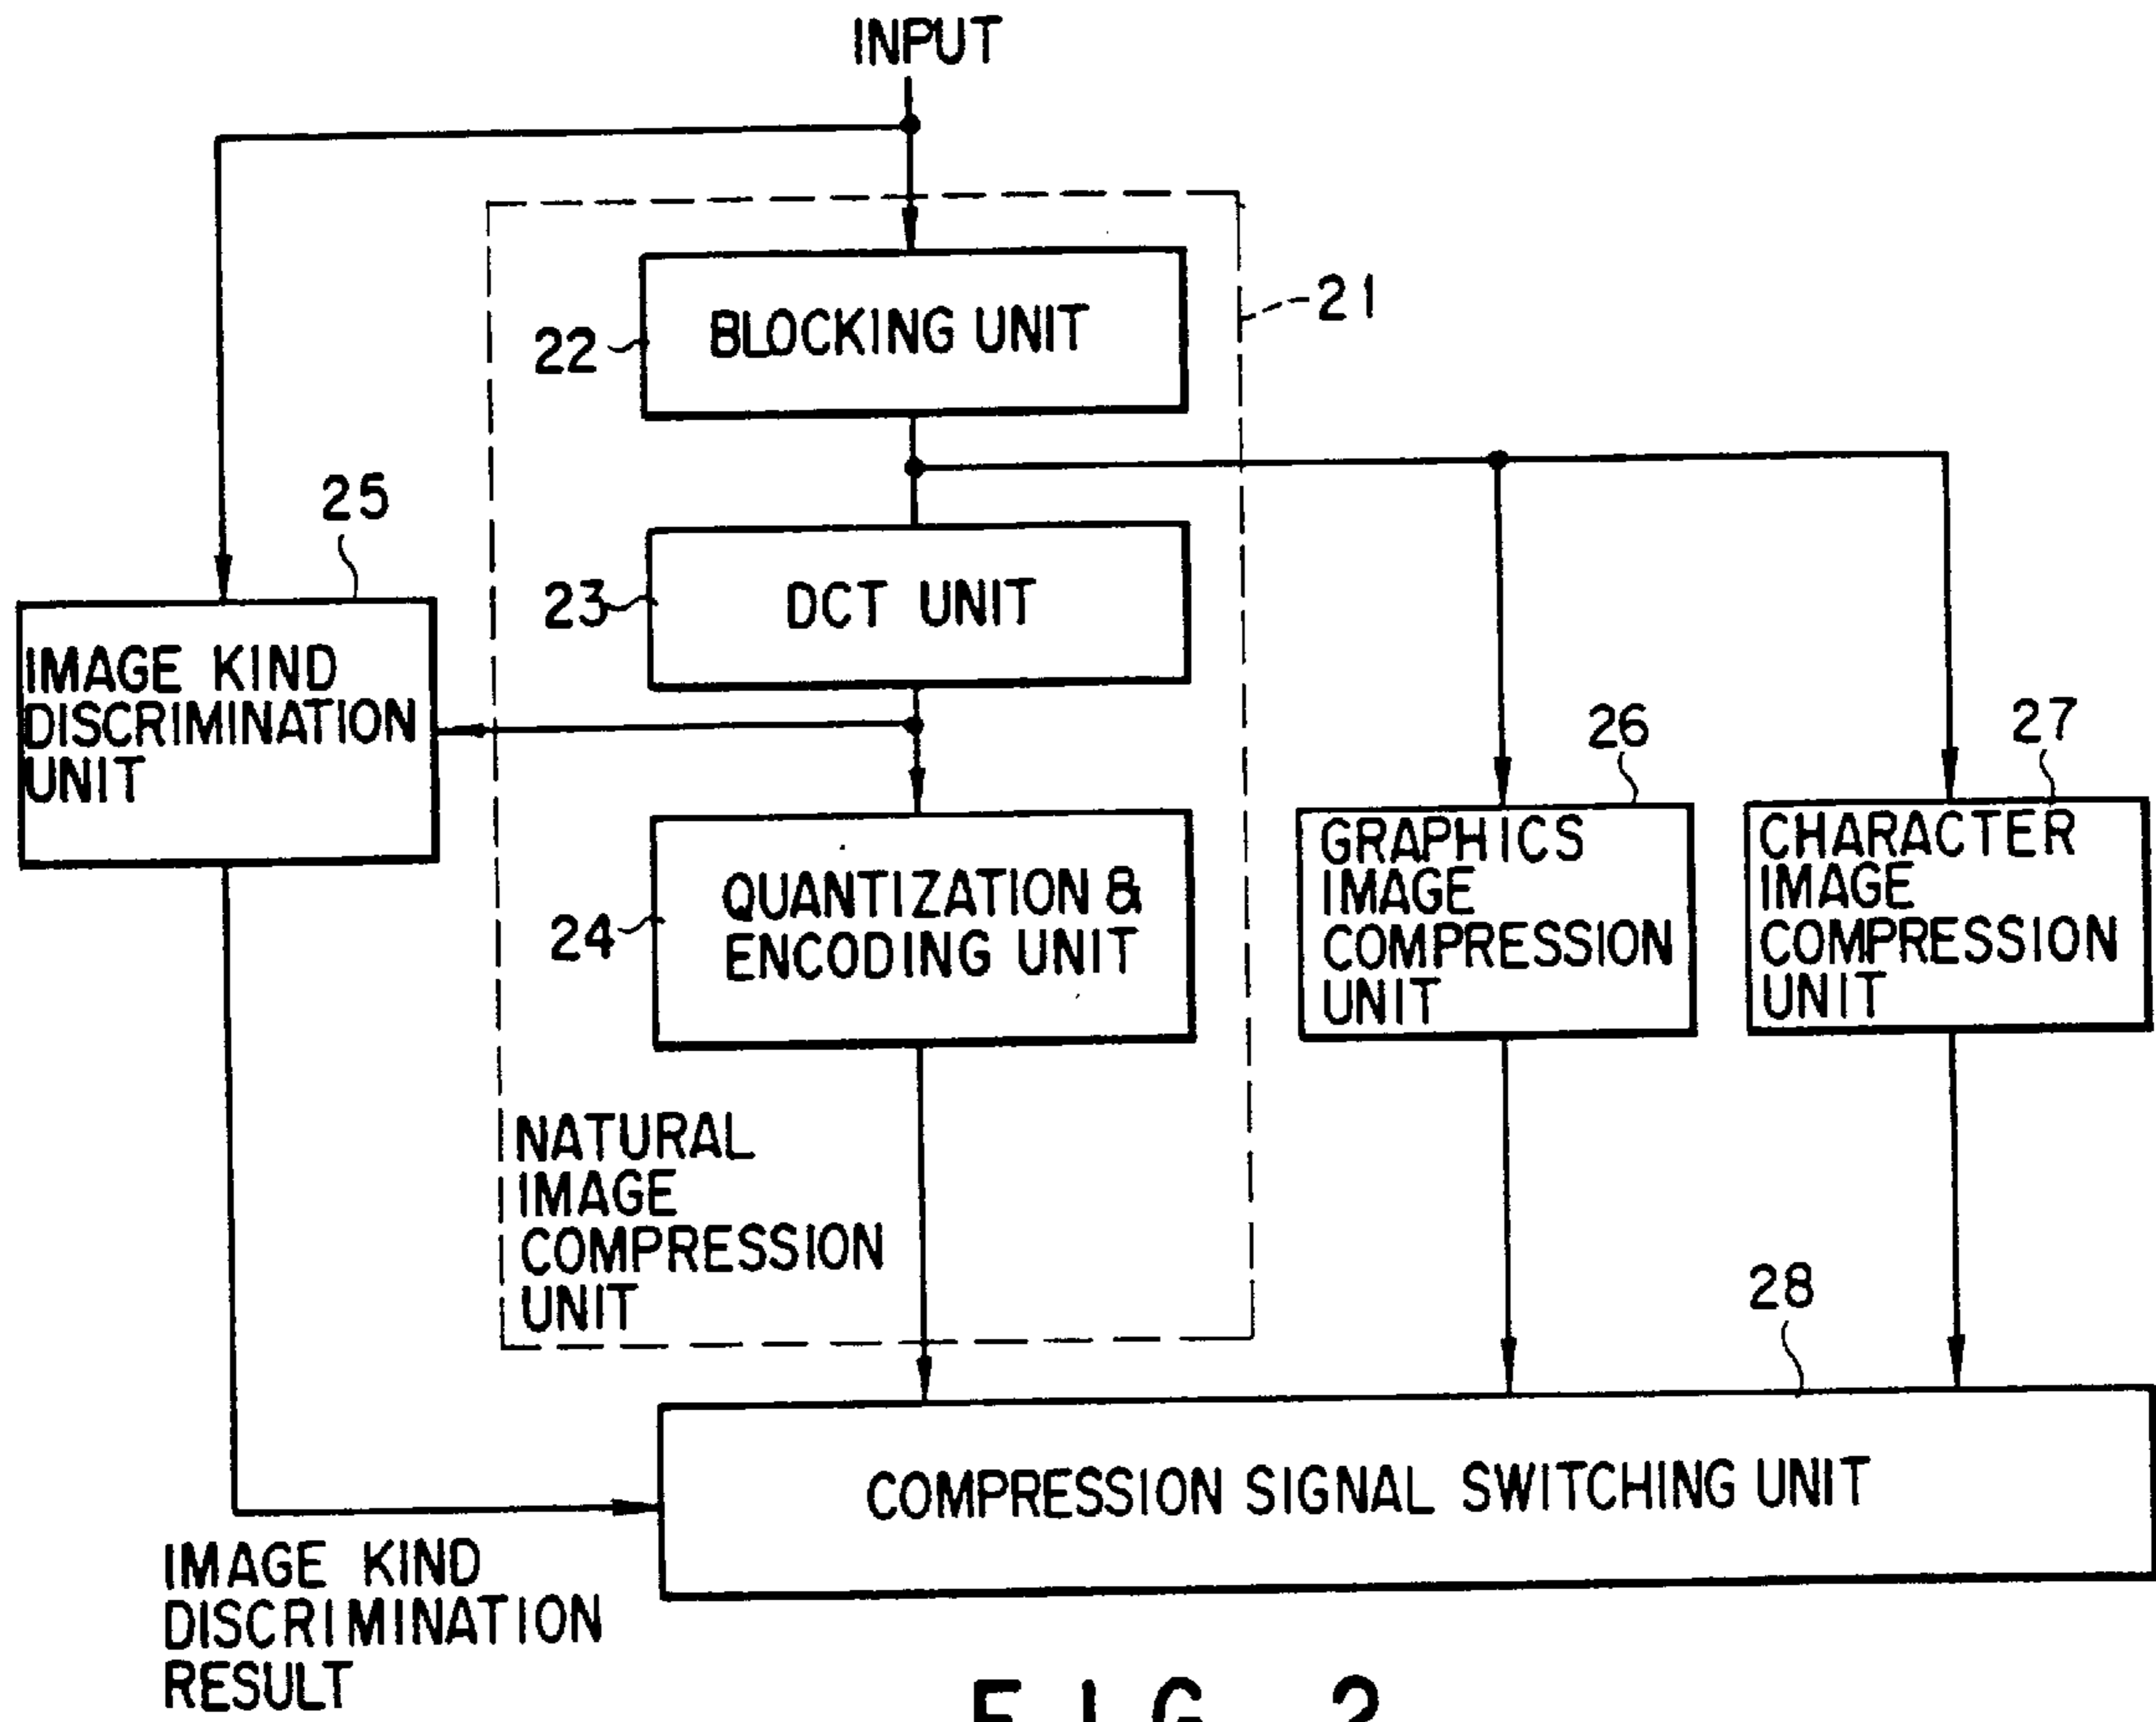 INPUT
21
22
BLOCKING UNIT
25
23
DCT UNIT
IMAGE KIND
DISCRIMINATION
UNIT
26
27
24
QUANTIZATION &
ENCODING UNIT
GRAPHICS
IMAGE
COMPRESSION
UNIT
CHARACTER
IMAGE
COMPRESSION
UNIT
NATURAL
IMAGE
COMPRESSION
UNIT
28
COMPRESSION SIGNAL SWITCHING UNIT
IMAGE KIND
DISCRIMINATION
RESULT
FIG. 2